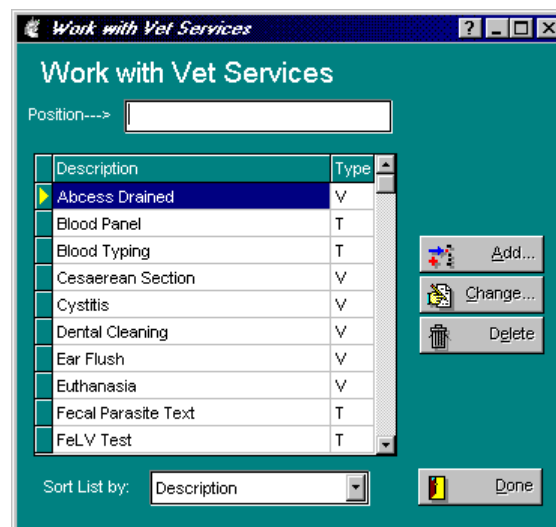 Work with Vet Services
Work with Vet Services
Position--->
Description Type
Abcess Drained V
Blood Panel T
Blood Typing T
Cesaerean Section V
Cystitis V
Dental Cleaning V
Ear Flush V
Euthanasia V
Fecal Parasite Text T
FeLV Test T
Add...
Change...
Delete
Sort List by: Description
Done